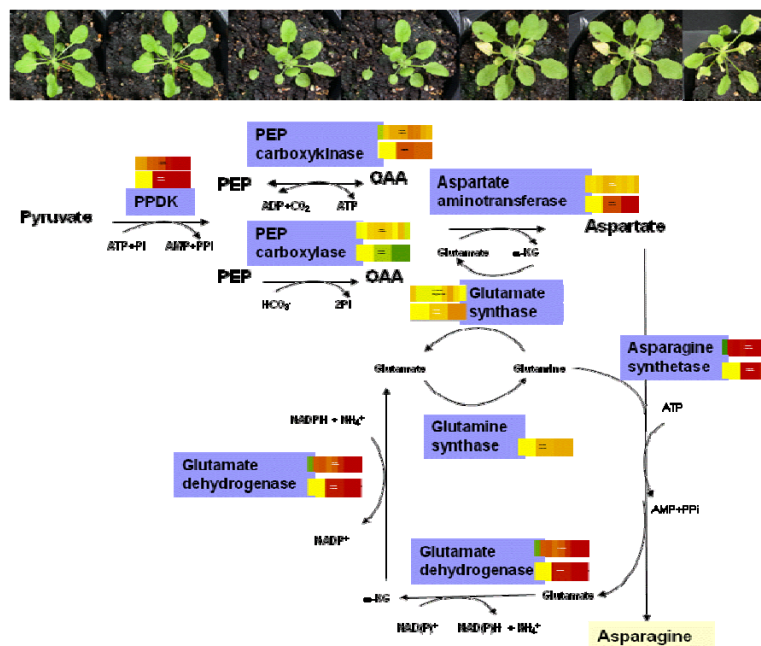 PEP
carboxykinase
PPDK
PEP
OAA
ADP+CO2
ATP
Aspartate
aminotransferase
Pyruvate
Aspartate
ATP+Pi
AMP+PPi
PEP
carboxylase
Glutamate
α-KG
PEP
OAA
HCO3-
2Pi
Glutamate
synthase
Asparagine
synthetase
Glutamate
Glutamine
ATP
NADPH + NH4+
Glutamine
synthase
Glutamate
dehydrogenase
AMP+PPi
NADP+
Glutamate
dehydrogenase
α-KG
Glutamate
NAD(P)+
NAD(P)H + NH4+
Asparagine